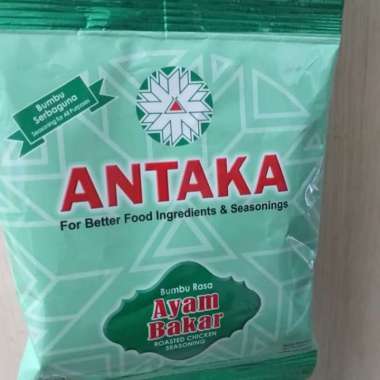 Bumbu
Serbaguna
Seasoning for All Purposes
ANTAKA
For Better Food Ingredients & Seasonings
Bumbu Rasa
Ayam
Bakar
ROASTED CHICKEN
SEASONING